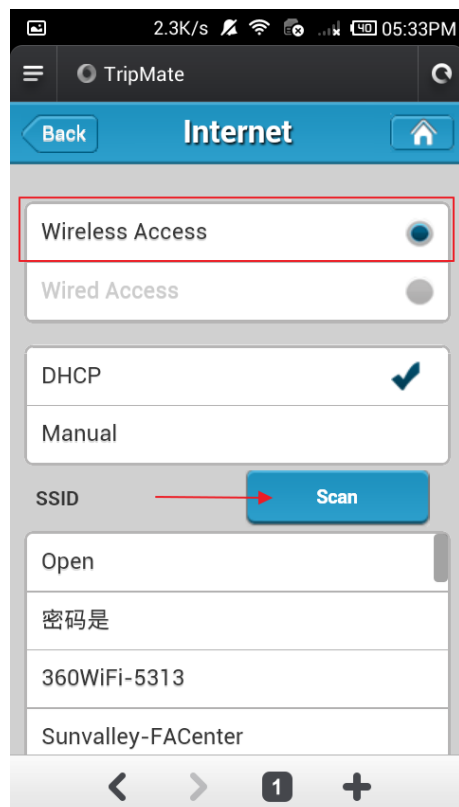 2.3K/s 40 05:33PM
TripMate
Back Internet
Wireless Access
Wired Access
DHCP
Manual
SSID Scan
Open
密码是
360WiFi-5313
Sunvalley-FACenter
1